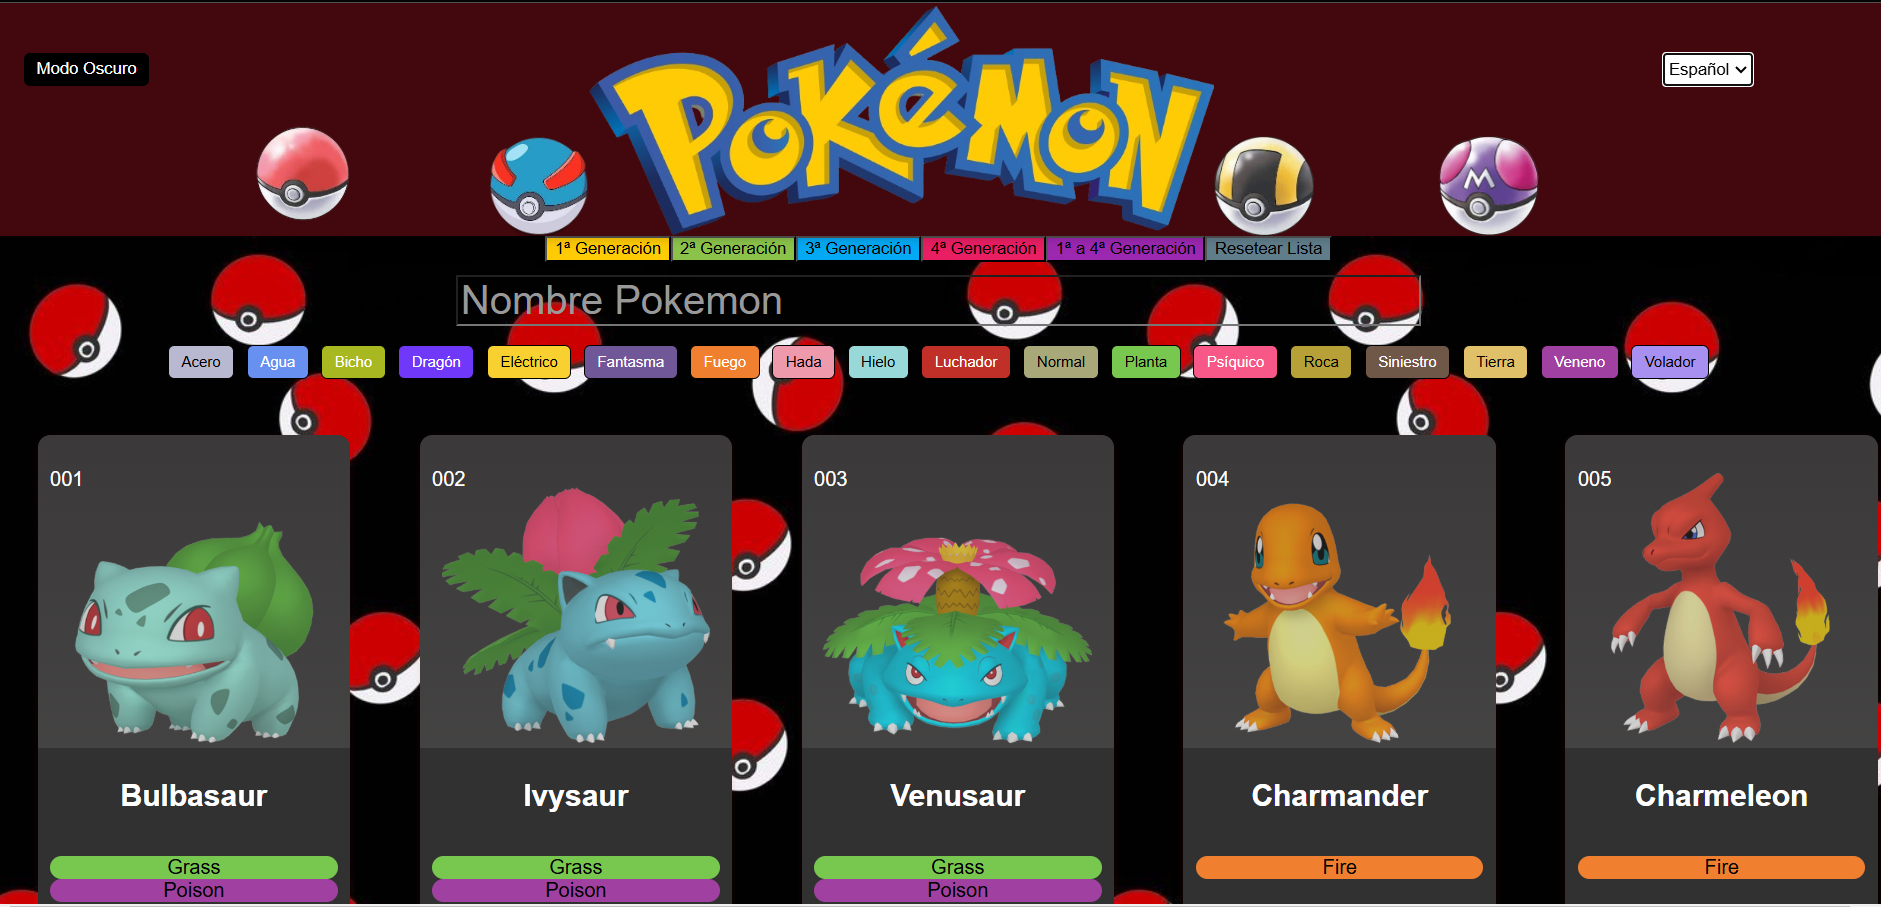 Modo Oscuro
POKéMON
Español
M
1ª Generación 2ª Generación 3ª Generación 4ª Generación 1ª a 4ª Generación Resetear Lista
Nombre Pokemon
Acero Agua Bicho Dragón Eléctrico Fantasma Fuego Hada Hielo Luchador Normal Planta Psíquico Roca Siniestro Tierra Veneno Volador
001 002 003 004 005
Bulbasaur Ivysaur Venusaur Charmander Charmeleon
Grass Grass Grass Fire Fire
Poison Poison Poison